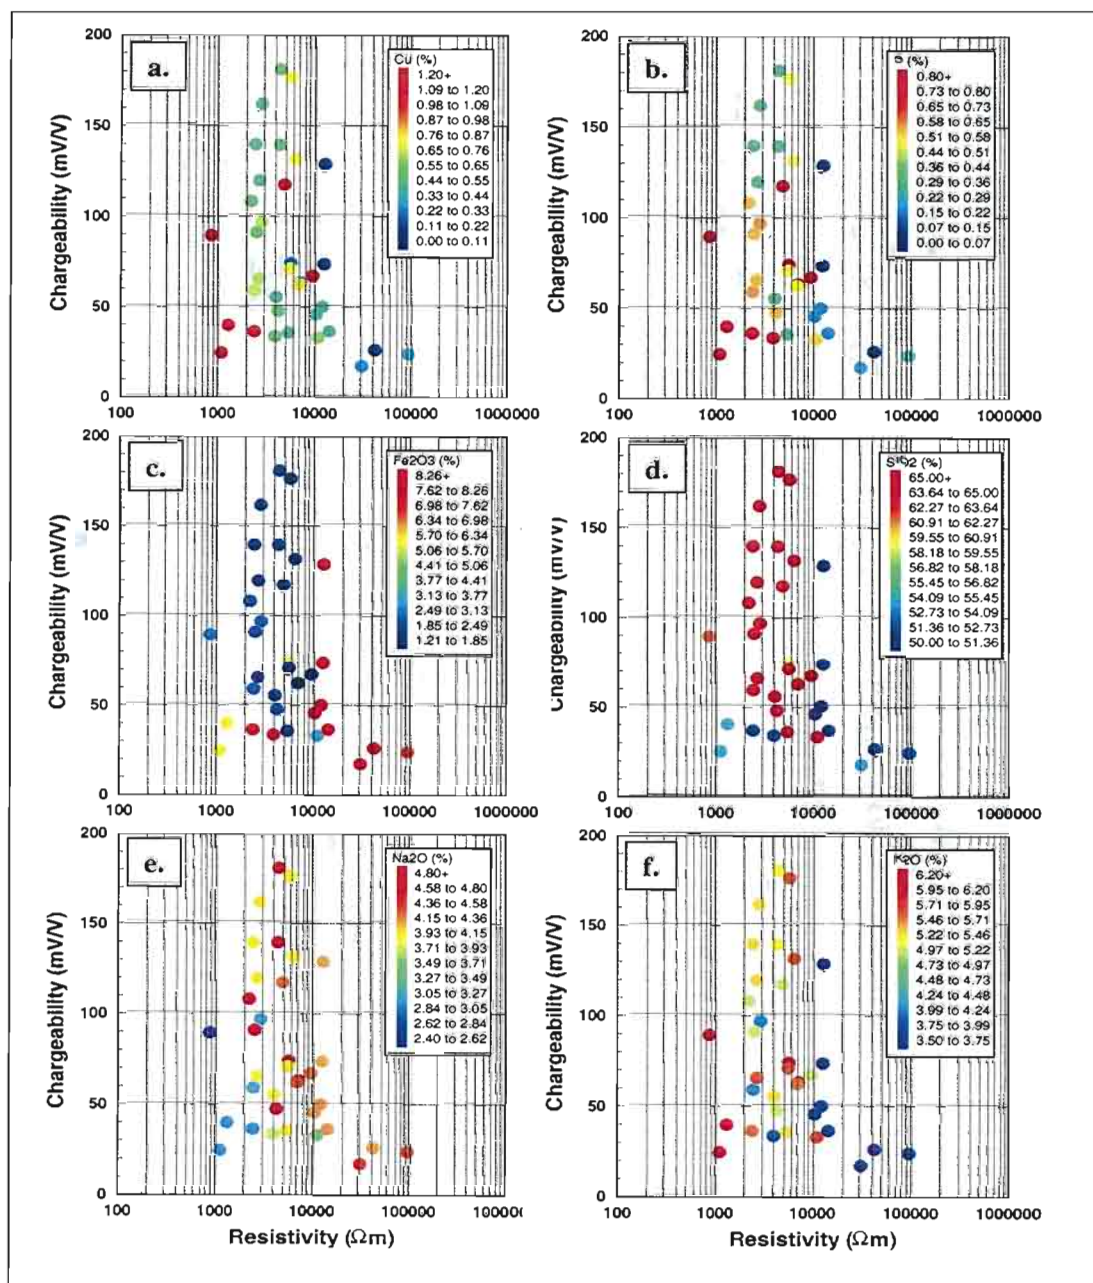 a.
Cu (%)
1.20+
1.09 to 1.20
0.98 to 1.09
0.87 to 0.98
0.76 to 0.87
0.65 to 0.76
0.55 to 0.65
0.44 to 0.55
0.33 to 0.44
0.22 to 0.33
0.11 to 0.22
0.00 to 0.11
Chargeability (mV/V)
200
150
100
50
0
100 1000 10000 100000 1000000
b.
(%)
0.80+
0.73 to 0.80
0.65 to 0.73
0.58 to 0.65
0.51 to 0.58
0.44 to 0.51
0.36 to 0.44
0.29 to 0.36
0.22 to 0.29
0.15 to 0.22
0.07 to 0.15
0.00 to 0.07
Chargeability (mV/V)
200
150
100
50
0
100 1000 10000 100000 1000000
c.
Fe2O3 (%)
8.26+
7.62 to 8.26
6.98 to 7.62
6.34 to 6.98
5.70 to 6.34
5.06 to 5.70
4.41 to 5.06
3.77 to 4.41
3.13 to 3.77
2.49 to 3.13
1.85 to 2.49
1.21 to 1.85
Chargeability (mV/V)
200
150
100
50
0
100 1000 10000 100000 1000000
d.
SiO2 (%)
65.00+
63.64 to 65.00
62.27 to 63.64
60.91 to 62.27
59.55 to 60.91
58.18 to 59.55
56.82 to 58.18
55.45 to 56.82
54.09 to 55.45
52.73 to 54.09
51.36 to 52.73
50.00 to 51.36
Chargeability (mV/V)
200
150
100
50
0
100 1000 10000 100000 1000000
e.
Na2O (%)
4.80+
4.58 to 4.80
4.36 to 4.58
4.15 to 4.36
3.93 to 4.15
3.71 to 3.93
3.49 to 3.71
3.27 to 3.49
3.05 to 3.27
2.84 to 3.05
2.62 to 2.84
2.40 to 2.62
Chargeability (mV/V)
200
150
100
50
0
100 1000 10000 100000
Resistivity (Ωm)
f.
K2O (%)
6.20+
5.95 to 6.20
5.71 to 5.95
5.46 to 5.71
5.22 to 5.46
4.97 to 5.22
4.73 to 4.97
4.48 to 4.73
4.24 to 4.48
3.99 to 4.24
3.75 to 3.99
3.50 to 3.75
Chargeability (mV/V)
200
150
100
50
0
100 1000 10000 100000 1000000
Resistivity (Ωm)